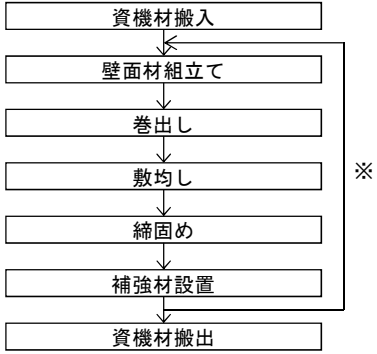 資機材搬入
壁面材組立て
巻出し
敷均し
※
締固め
補強材設置
資機材搬出